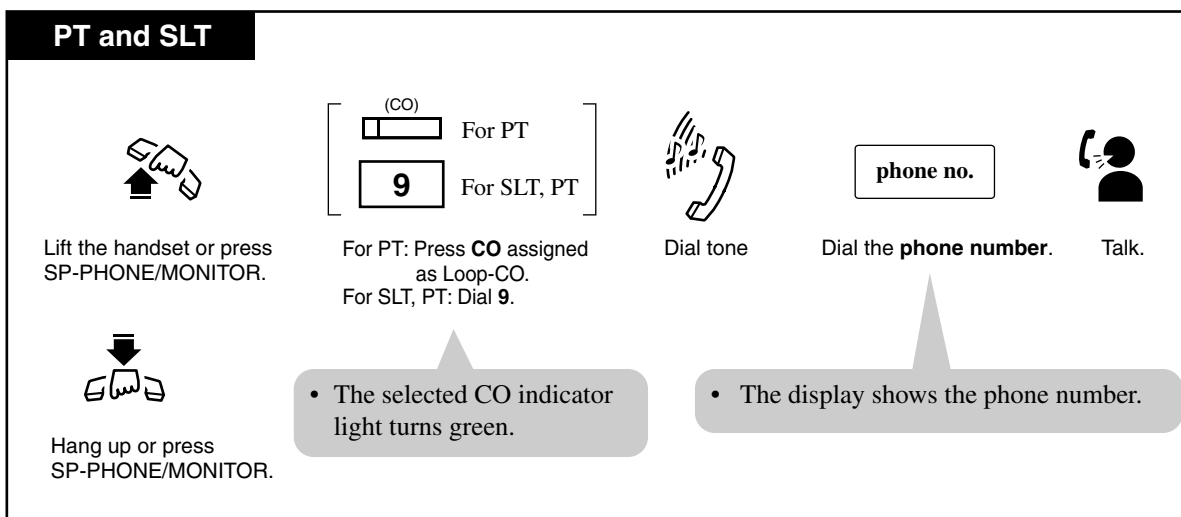 PT and SLT
(CO)
For PT
9
For SLT, PT
phone no.
Lift the handset or press
SP-PHONE/MONITOR.
For PT: Press CO assigned
as Loop-CO.
For SLT, PT: Dial 9.
Dial tone
Dial the phone number.
Talk.
• The selected CO indicator
light turns green.
• The display shows the phone number.
Hang up or press
SP-PHONE/MONITOR.